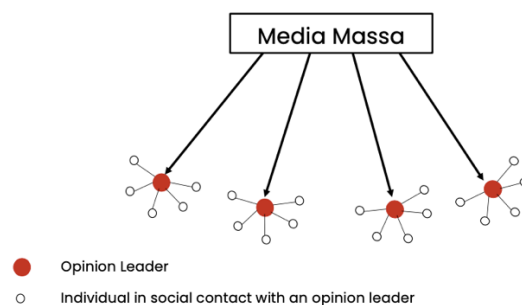 Media Massa
Opinion Leader
Individual in social contact with an opinion leader